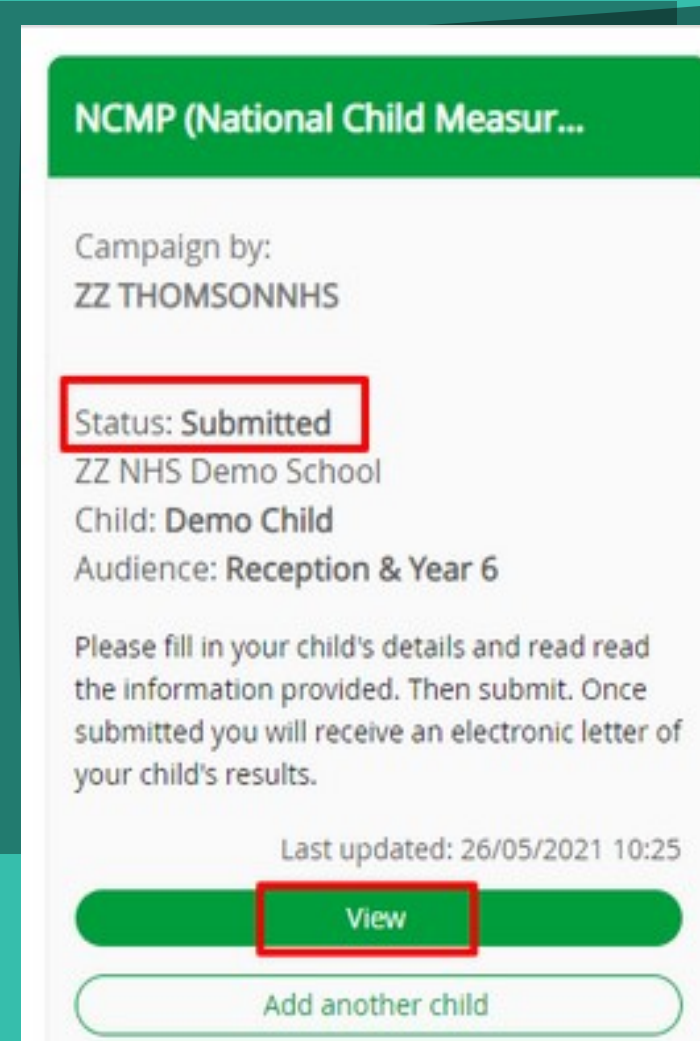 NCMP (National Child Measur...
Campaign by:
ZZ THOMSONNHS
Status: Submitted
ZZ NHS Demo School
Child: Demo Child
Audience: Reception & Year 6
Please fill in your child's details and read read
the information provided. Then submit. Once
submitted you will receive an electronic letter of
your child's results.
Last updated: 26/05/2021 10:25
View
Add another child